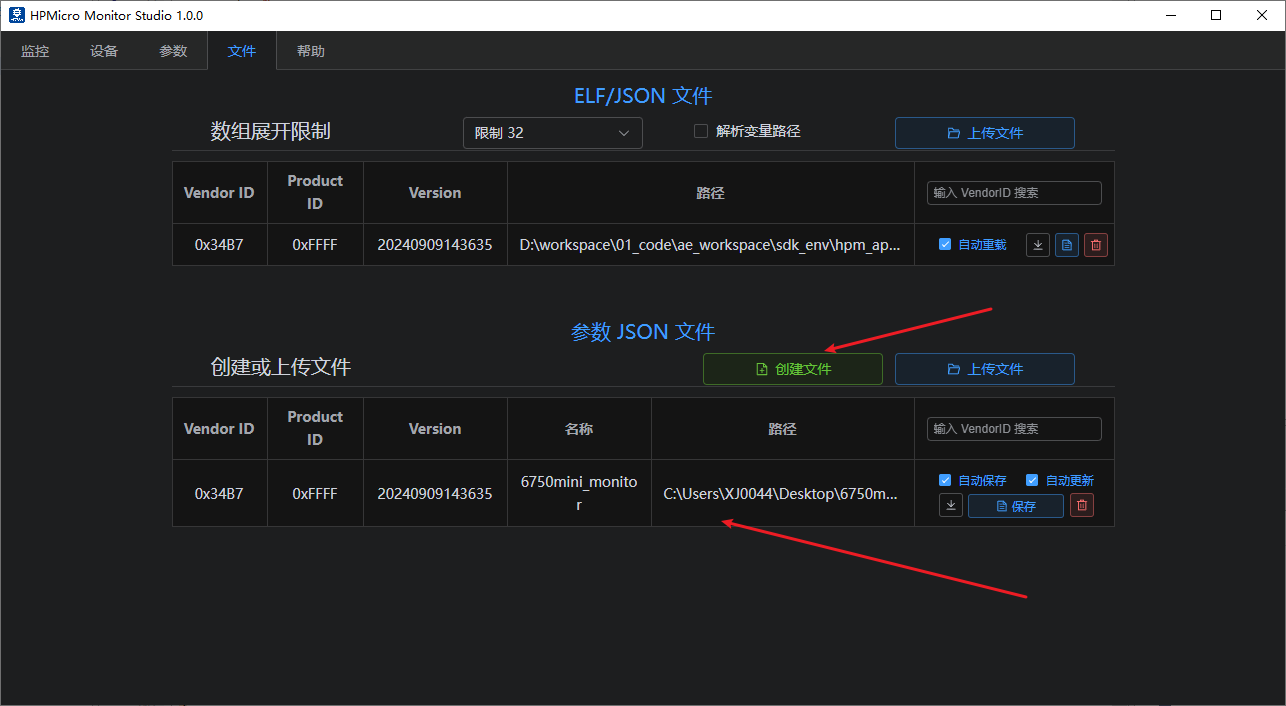 HPMicro Monitor Studio 1.0.0
监控 设备 参数 文件 帮助
ELF/JSON 文件
数组展开限制 限制 32 解析变量路径 上传文件
Vendor ID Product ID Version 路径 输入 VendorID 搜索
0x34B7 0xFFFF 20240909143635 D:\workspace\01_code\ae_workspace\sdk_env\hpm_ap... 自动重载
参数 JSON 文件
创建或上传文件 创建文件 上传文件
Vendor ID Product ID Version 名称 路径 输入 VendorID 搜索
0x34B7 0xFFFF 20240909143635 6750mini_monitor C:\Users\XJ0044\Desktop\6750m... 自动保存 自动更新
保存